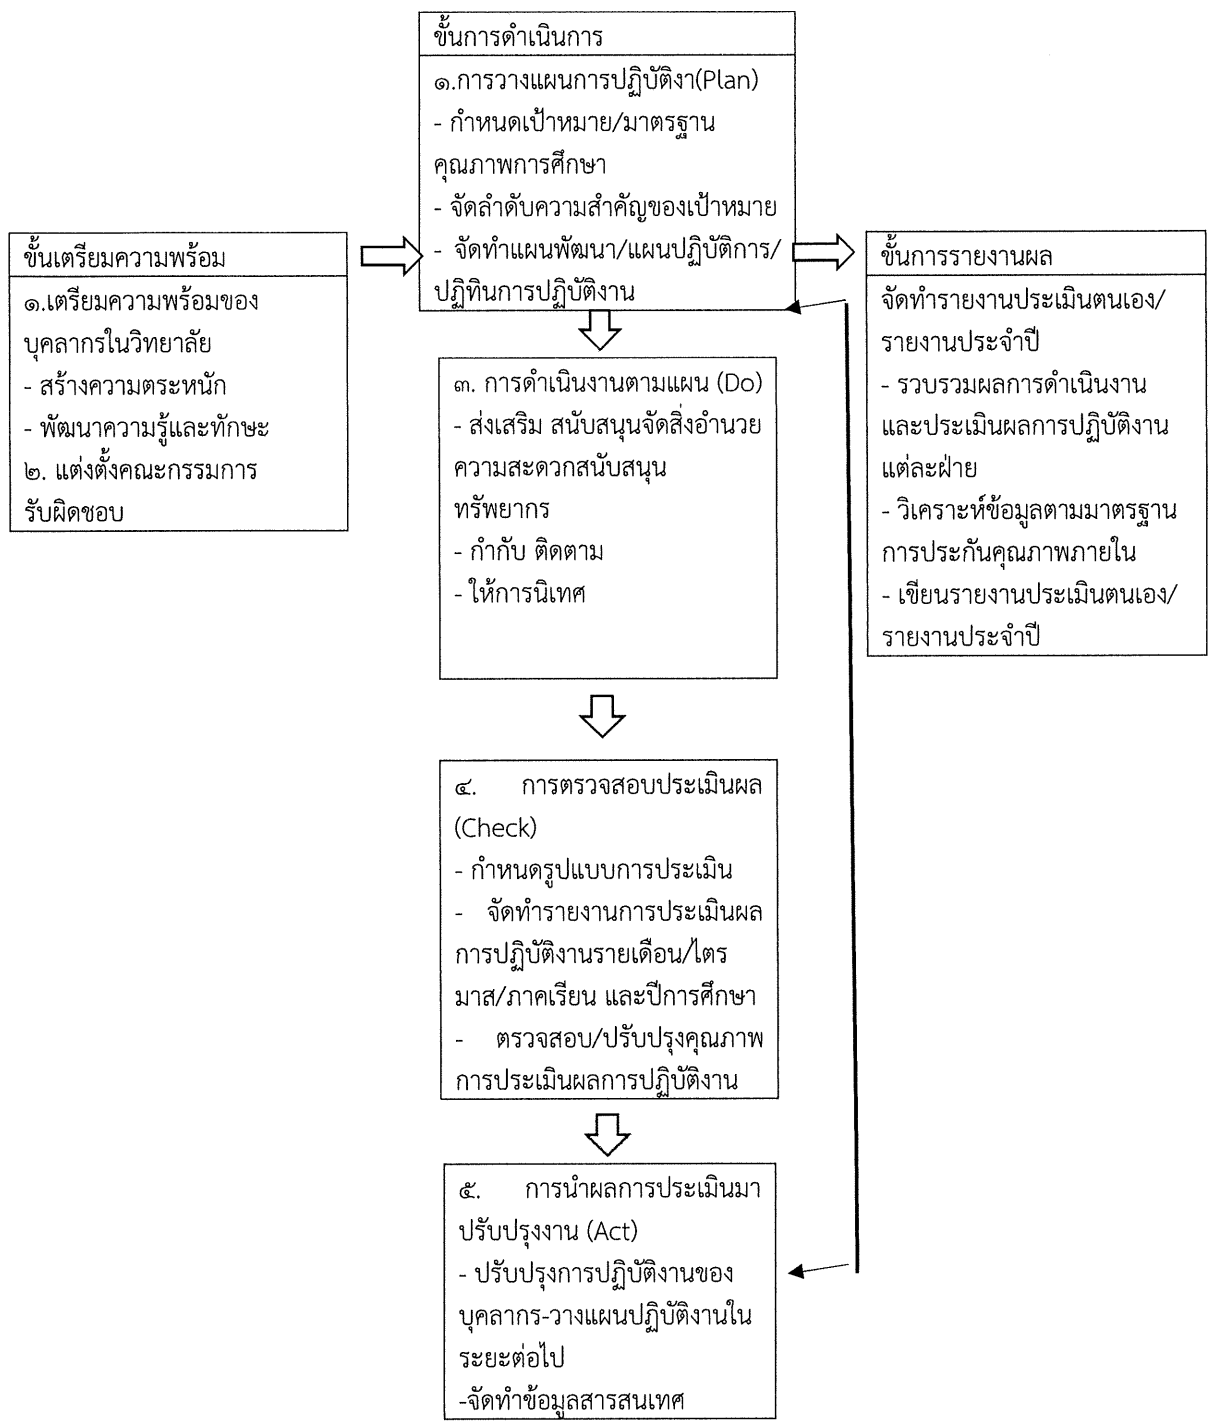 ขั้นเตรียมความพร้อม
๑.เตรียมความพร้อมของ
บุคลากรในวิทยาลัย
- สร้างความตระหนัก
- พัฒนาความรู้และทักษะ
๒. แต่งตั้งคณะกรรมการ
รับผิดชอบ
ขั้นการดำเนินการ
๑.การวางแผนการปฏิบัติงา(Plan)
- กำหนดเป้าหมาย/มาตรฐาน
คุณภาพการศึกษา
- จัดลำดับความสำคัญของเป้าหมาย
- จัดทำแผนพัฒนา/แผนปฏิบัติการ/
ปฏิทินการปฏิบัติงาน
๓. การดำเนินงานตามแผน (Do)
- ส่งเสริม สนับสนุนจัดสิ่งอำนวย
ความสะดวกสนับสนุน
ทรัพยากร
- กำกับ ติดตาม
- ให้การนิเทศ
๔. การตรวจสอบประเมินผล
(Check)
- กำหนดรูปแบบการประเมิน
- จัดทำรายงานการประเมินผล
การปฏิบัติงานรายเดือน/ไตร
มาส/ภาคเรียน และปีการศึกษา
- ตรวจสอบ/ปรับปรุงคุณภาพ
การประเมินผลการปฏิบัติงาน
๕. การนำผลการประเมินมา
ปรับปรุงงาน (Act)
- ปรับปรุงการปฏิบัติงานของ
บุคลากร-วางแผนปฏิบัติงานใน
ระยะต่อไป
-จัดทำข้อมูลสารสนเทศ
ขั้นการรายงานผล
จัดทำรายงานประเมินตนเอง/
รายงานประจำปี
- รวบรวมผลการดำเนินงาน
และประเมินผลการปฏิบัติงาน
แต่ละฝ่าย
- วิเคราะห์ข้อมูลตามมาตรฐาน
การประกันคุณภาพภายใน
- เขียนรายงานประเมินตนเอง/
รายงานประจำปี